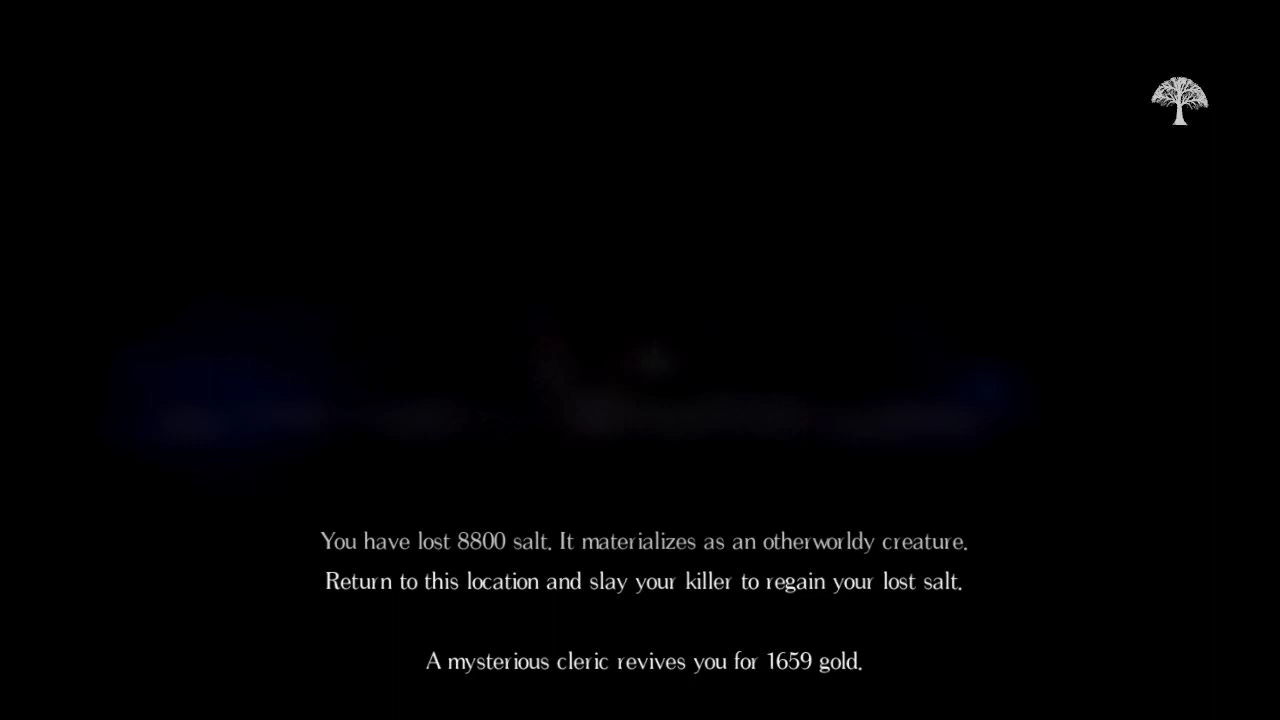 You have lost 8800 salt. It materializes as an otherworldly creature.
Return to this location and slay your killer to regain your lost salt.
A mysterious cleric revives you for 1659 gold.